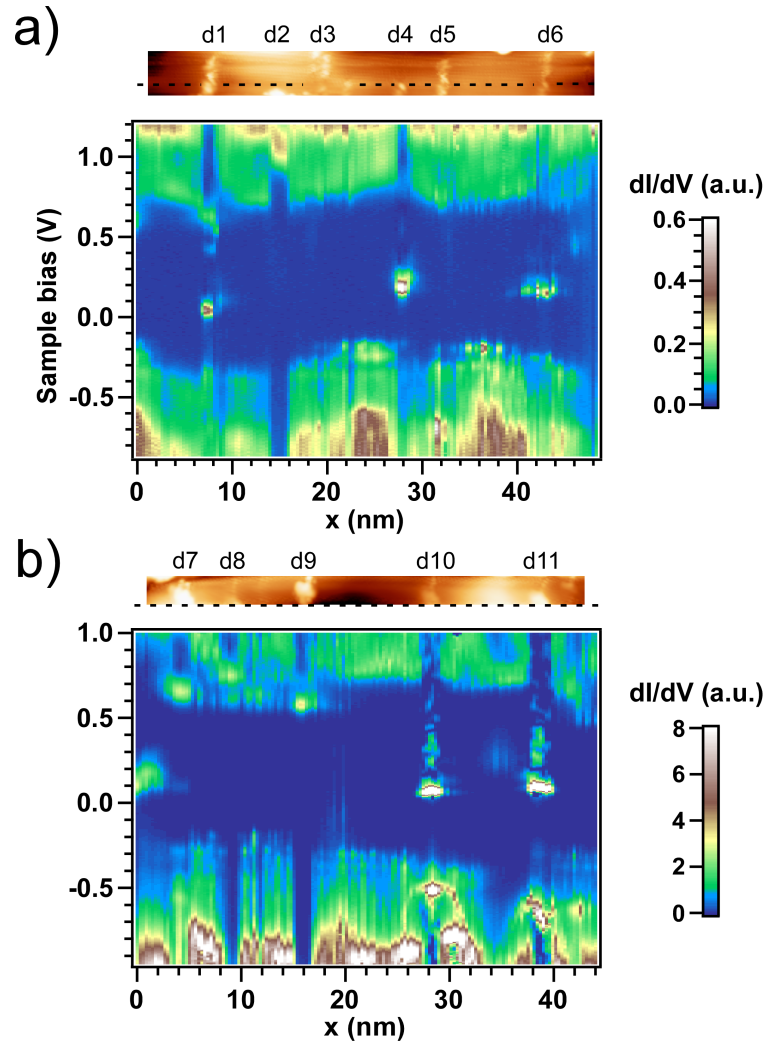 a)
d1 d2 d3 d4 d5 d6
1.0
0.5
0.0
-0.5
Sample bias (V)
0 10 20 30 40
x (nm)
dI/dV (a.u.)
0.6
0.4
0.2
0.0
b)
d7 d8 d9 d10 d11
1.0
0.5
0.0
-0.5
0 10 20 30 40
x (nm)
dI/dV (a.u.)
8
6
4
2
0